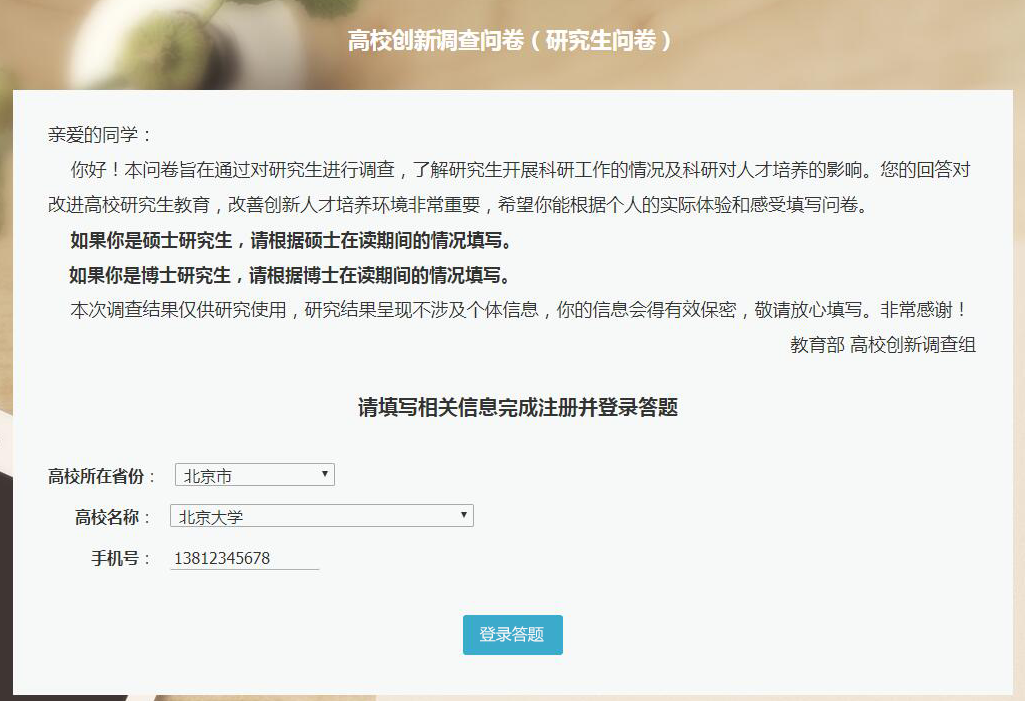 高校创新调查问卷（研究生问卷）
亲爱的同学：
你好！本问卷旨在通过对研究生进行调查，了解研究生开展科研工作的情况及科研对人才培养的影响。您的回答对
改进高校研究生教育，改善创新人才培养环境非常重要，希望你能根据个人的实际体验和感受填写问卷。
如果你是硕士研究生，请根据硕士在读期间的情况填写。
如果你是博士研究生，请根据博士在读期间的情况填写。
本次调查结果仅供研究使用，研究结果呈现不涉及个体信息，你的信息会得有效保密，敬请放心填写。非常感谢！
教育部 高校创新调查组
请填写相关信息完成注册并登录答题
高校所在省份： 北京市
高校名称： 北京大学
手机号： 13812345678
登录答题